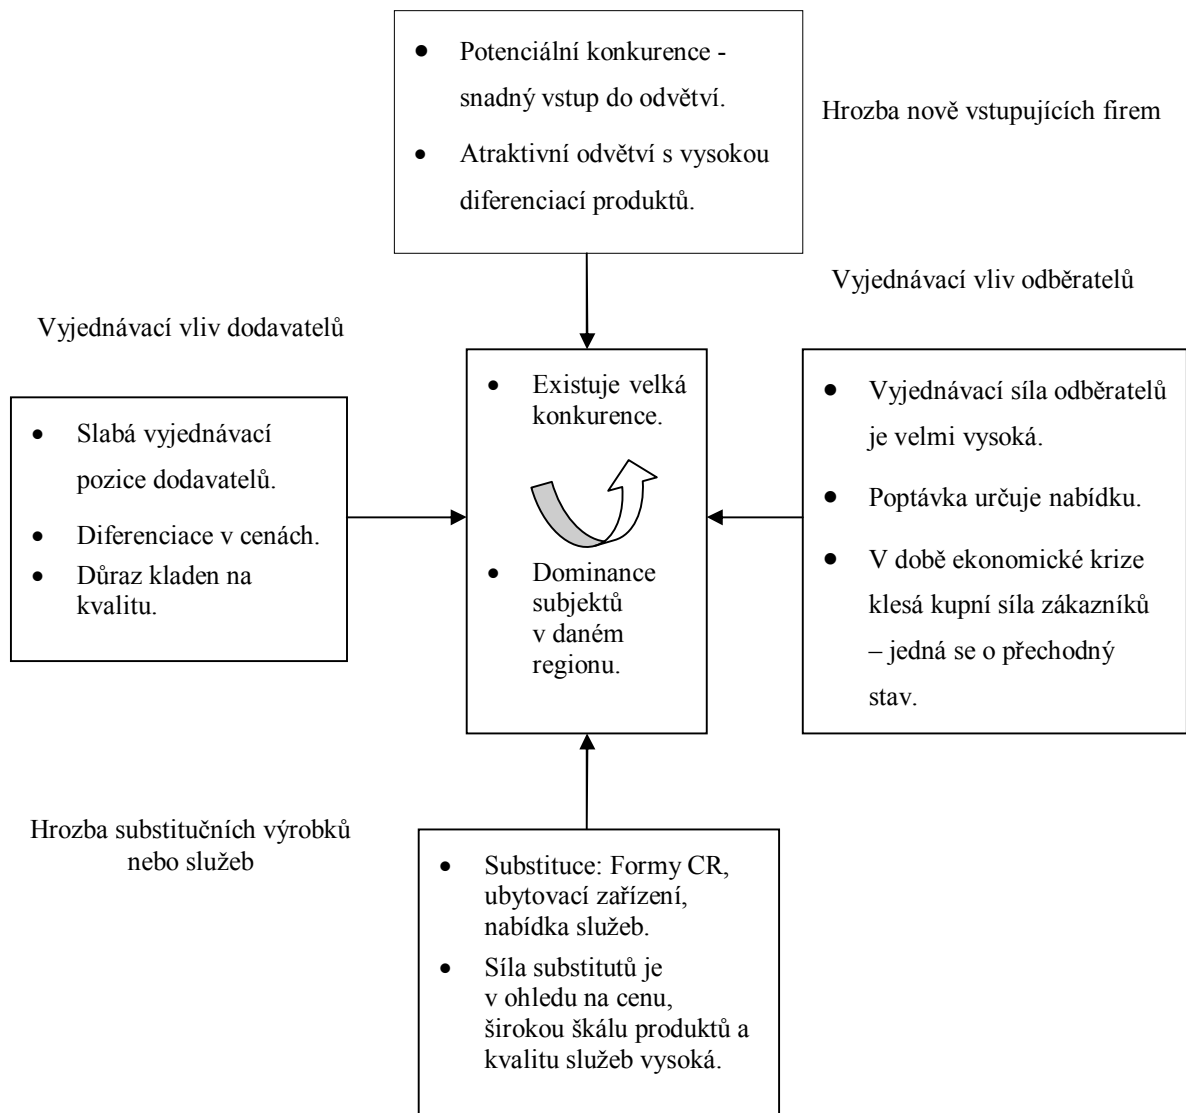 • Potenciální konkurence -
snadný vstup do odvětví.
• Atraktivní odvětví s vysokou
diferenciací produktů.
Hrozba nově vstupujících firem
Vyjednávací vliv odběratelů
Vyjednávací vliv dodavatelů
• Slabá vyjednávací
pozice dodavatelů.
• Diferenciace v cenách.
• Důraz kladen na
kvalitu.
• Existuje velká
konkurence.
• Dominance
subjektů
v daném
regionu.
• Vyjednávací síla odběratelů
je velmi vysoká.
• Poptávka určuje nabídku.
• V době ekonomické krize
klesá kupní síla zákazníků
– jedná se o přechodný
stav.
Hrozba substitučních výrobků
nebo služeb
• Substituce: Formy CR,
ubytovací zařízení,
nabídka služeb.
• Síla substitutů je
v ohledu na cenu,
širokou škálu produktů a
kvalitu služeb vysoká.